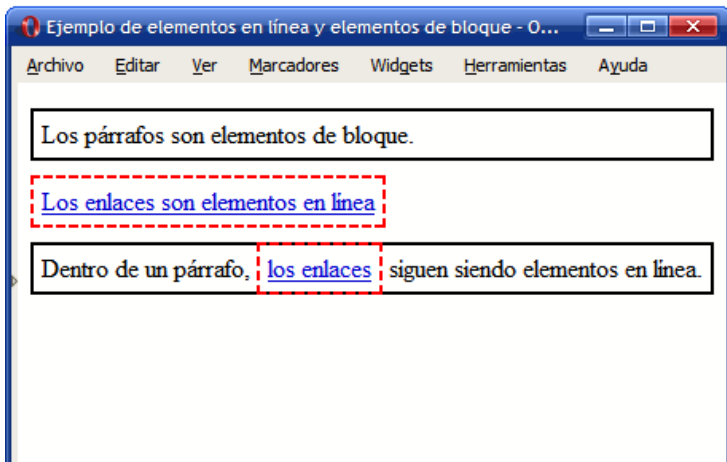 Ejemplo de elementos en línea y elementos de bloque - O...
Archivo Editar Ver Marcadores Widgets Herramientas Ayuda
Los párrafos son elementos de bloque.
Los enlaces son elementos en línea
Dentro de un párrafo, los enlaces siguen siendo elementos en línea.